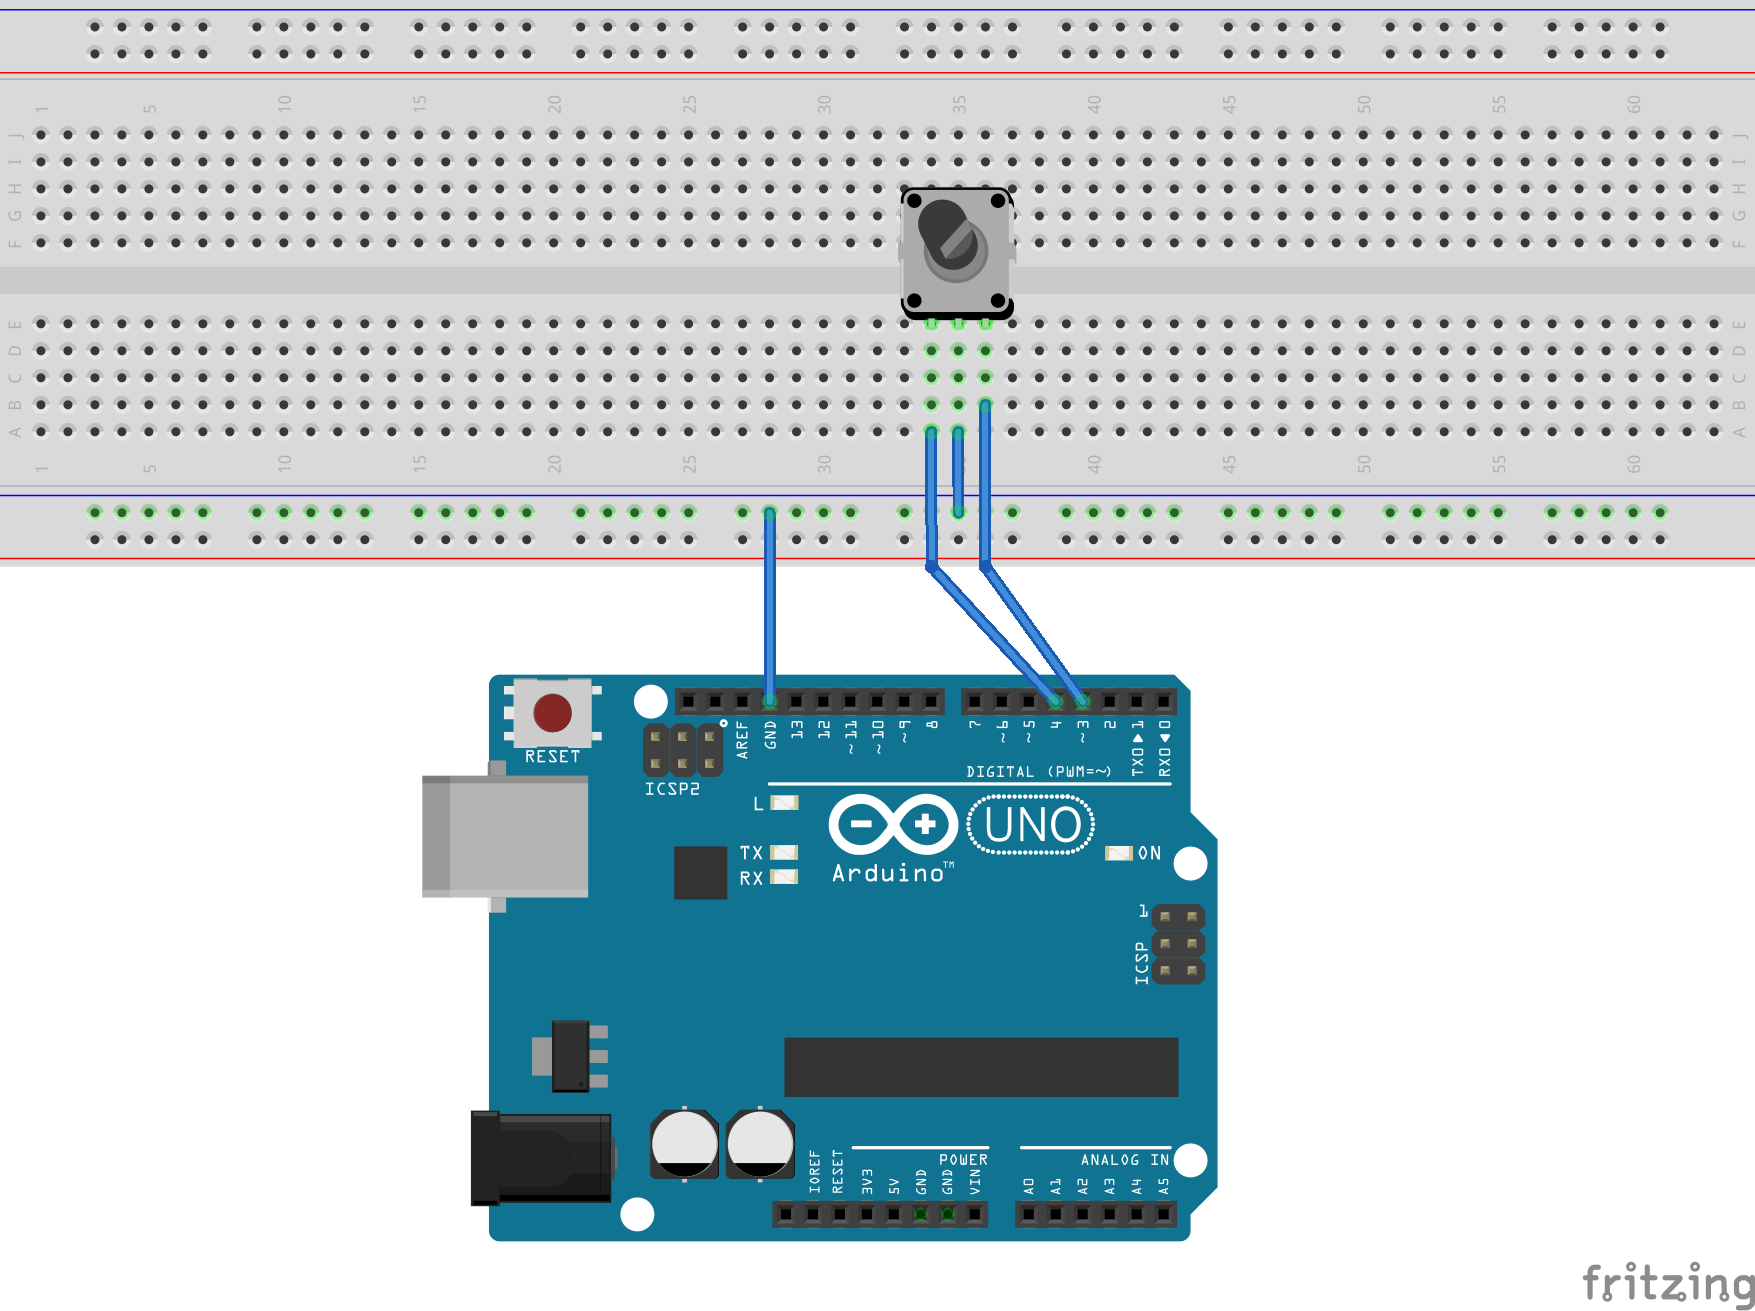 1 5 10 15 20 25 30 35 40 45 50 55 60
J J
I I
H H
G G
F F
E E
D D
C C
B B
A A
1 5 10 15 20 25 30 40 45 50 55 60
AREF GND 13 12 ~11 ~10 ~9 8 7 ~6 ~5 4 ~3 2 TX0▶1 RX0◀0
RESET
ICSP2
DIGITAL (PWM=~)
L
TX
RX
UNO
Arduino™
ON
1
ICSP
POWER
ANALOG IN
IOREF RESET 3V3 5V GND GND VIN A0 A1 A2 A3 A4 A5
fritzing